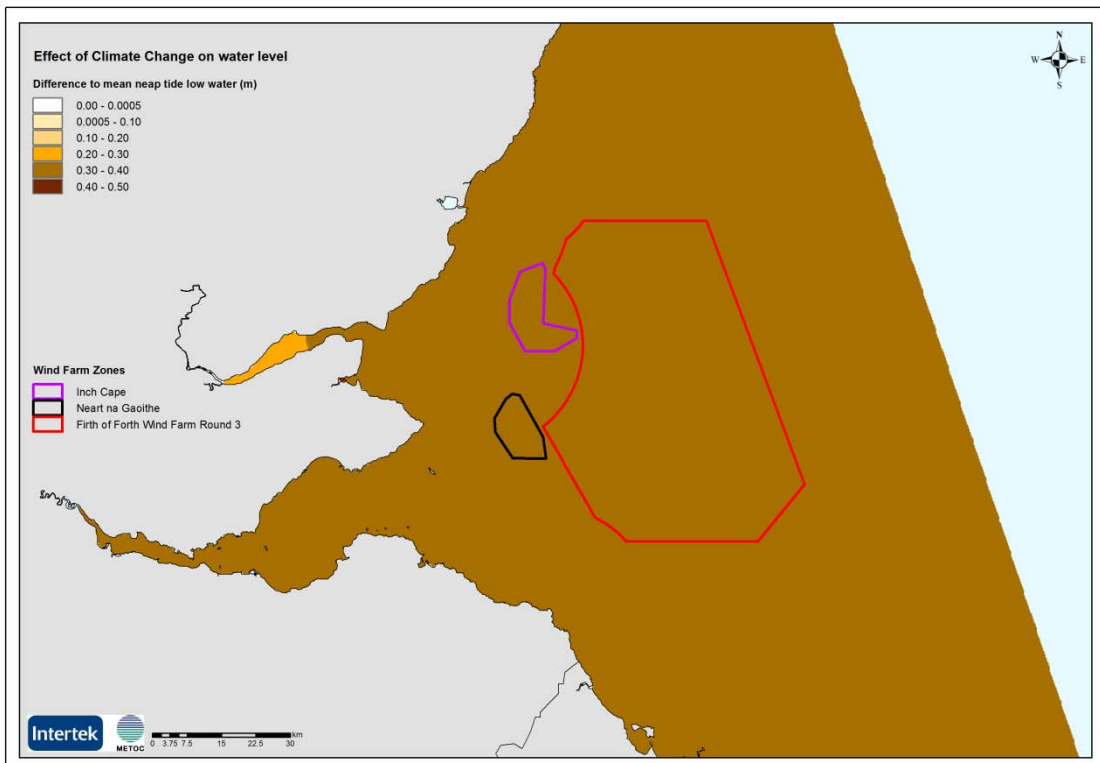 Effect of Climate Change on water level
Difference to mean neap tide low water (m)
0.00 - 0.0005
0.0005 - 0.10
0.10 - 0.20
0.20 - 0.30
0.30 - 0.40
0.40 - 0.50
N
W E
S
Wind Farm Zones
Inch Cape
Neart na Gaoithe
Firth of Forth Wind Farm Round 3
Intertek
METOC
km
0 3.75 7.5 15 22.5 30